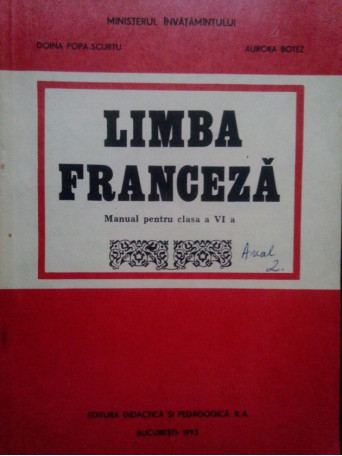 MINISTERUL ÎNVĂȚĂMÎNTULUI
DOINA POPA-SCURTU AURORA BOTEZ
LIMBA
FRANCEZĂ
Manual pentru clasa a VI a
Anul
2.
EDITURA DIDACTICĂ ȘI PEDAGOGICĂ R.A.
BUCUREȘTI 1993